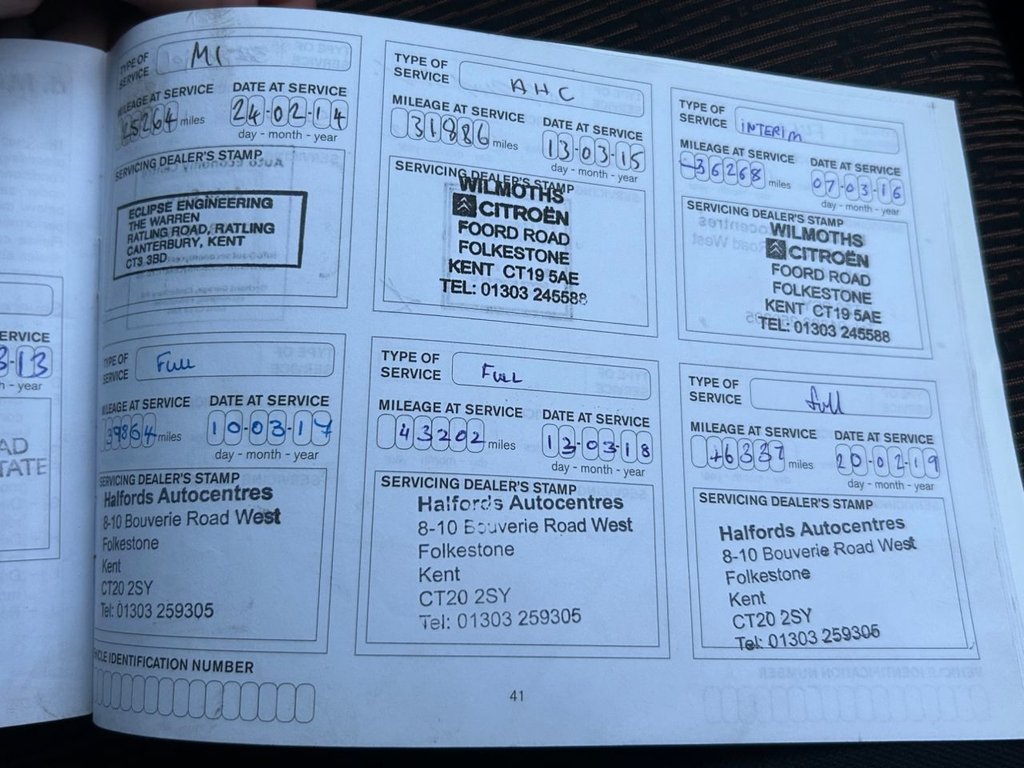 TYPE OF SERVICE MI
MILEAGE AT SERVICE DATE AT SERVICE
25264 miles 24-02-14
day - month - year
SERVICING DEALER'S STAMP
ECLIPSE ENGINEERING
THE WARREN
RATLING ROAD, RATLING
CANTERBURY, KENT
CT3 3BD
TYPE OF SERVICE AHC
MILEAGE AT SERVICE DATE AT SERVICE
31886 miles 13-03-15
day - month - year
SERVICING DEALER'S STAMP
WILMOTHS
CITROËN
FOORD ROAD
FOLKESTONE
KENT CT19 5AE
TEL: 01303 245588
TYPE OF SERVICE INTERIM
MILEAGE AT SERVICE DATE AT SERVICE
36268 miles 07-03-16
day - month - year
SERVICING DEALER'S STAMP
WILMOTHS
CITROËN
FOORD ROAD
FOLKESTONE
KENT CT19 5AE
TEL: 01303 245588
ERVICE
3-13
h - year
AD
TATE
TYPE OF SERVICE Full
MILEAGE AT SERVICE DATE AT SERVICE
39864 miles 10-03-17
day - month - year
SERVICING DEALER'S STAMP
Halfords Autocentres
8-10 Bouverie Road West
Folkestone
Kent
CT20 2SY
Tel: 01303 259305
TYPE OF SERVICE FULL
MILEAGE AT SERVICE DATE AT SERVICE
43202 miles 12-03-18
day - month - year
SERVICING DEALER'S STAMP
Halfords Autocentres
8-10 Bouverie Road West
Folkestone
Kent
CT20 2SY
Tel: 01303 259305
TYPE OF SERVICE full
MILEAGE AT SERVICE DATE AT SERVICE
46337 miles 20-02-19
day - month - year
SERVICING DEALER'S STAMP
Halfords Autocentres
8-10 Bouverie Road West
Folkestone
Kent
CT20 2SY
Tel: 01303 259305
IDENTIFICATION NUMBER
41